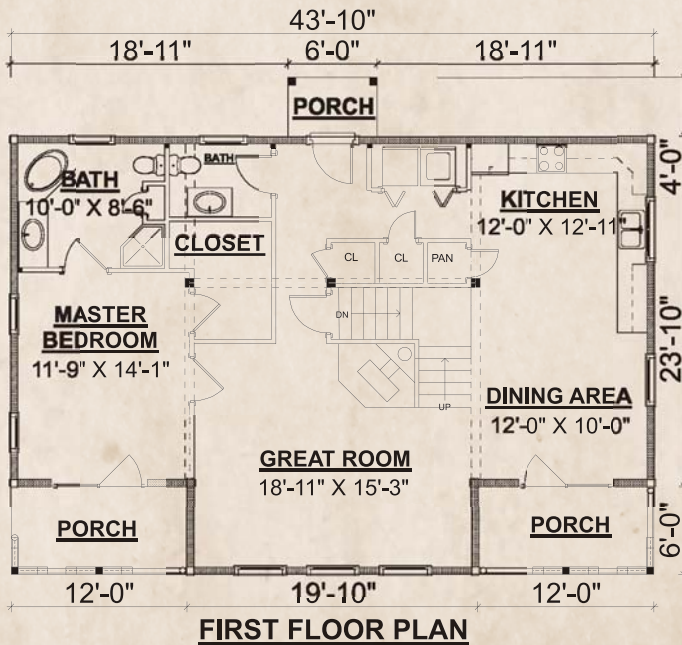 43'-10"
18'-11" 6'-0" 18'-11"
PORCH
BATH
10'-0" X 8'-6"
BATH
CLOSET
KITCHEN
12'-0" X 12'-11"
4'-0"
CL CL PAN
DN
MASTER
BEDROOM
11'-9" X 14'-1"
23'-10"
UP
DINING AREA
12'-0" X 10'-0"
GREAT ROOM
18'-11" X 15'-3"
PORCH
PORCH
6'-0"
12'-0" 19'-10" 12'-0"
FIRST FLOOR PLAN